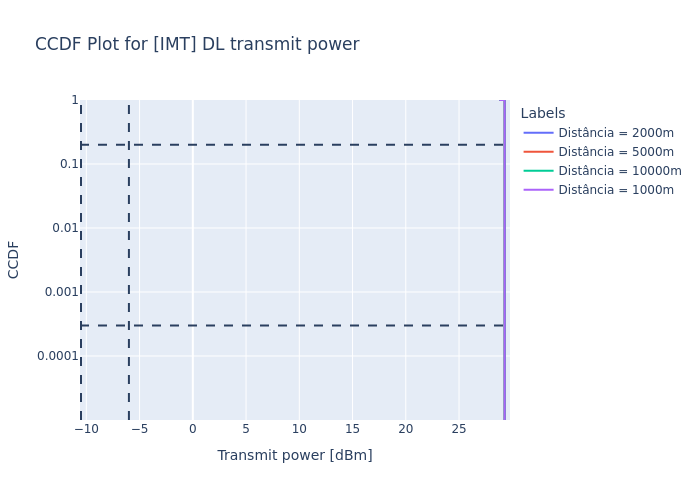 CCDF Plot for [IMT] DL transmit power
Labels
Distância = 2000m
Distância = 5000m
Distância = 10000m
Distância = 1000m
CCDF
1
0.1
0.01
0.001
0.0001
−10 −5 0 5 10 15 20 25
Transmit power [dBm]